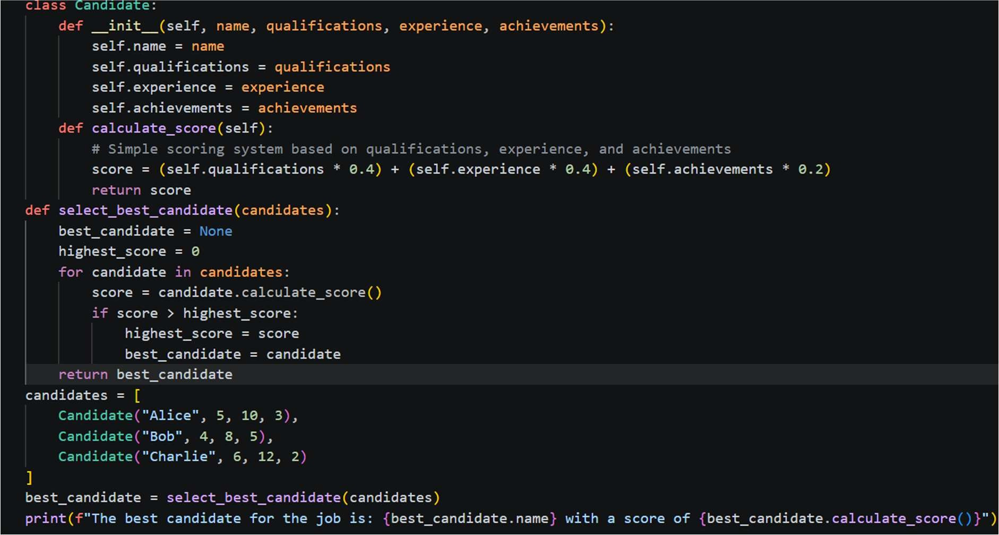 class Candidate:
    def __init__(self, name, qualifications, experience, achievements):
        self.name = name
        self.qualifications = qualifications
        self.experience = experience
        self.achievements = achievements
    def calculate_score(self):
        # Simple scoring system based on qualifications, experience, and achievements
        score = (self.qualifications * 0.4) + (self.experience * 0.4) + (self.achievements * 0.2)
        return score
def select_best_candidate(candidates):
    best_candidate = None
    highest_score = 0
    for candidate in candidates:
        score = candidate.calculate_score()
        if score > highest_score:
            highest_score = score
            best_candidate = candidate
    return best_candidate
candidates = [
    Candidate("Alice", 5, 10, 3),
    Candidate("Bob", 4, 8, 5),
    Candidate("Charlie", 6, 12, 2)
]
best_candidate = select_best_candidate(candidates)
print(f"The best candidate for the job is: {best_candidate.name} with a score of {best_candidate.calculate_score()}")